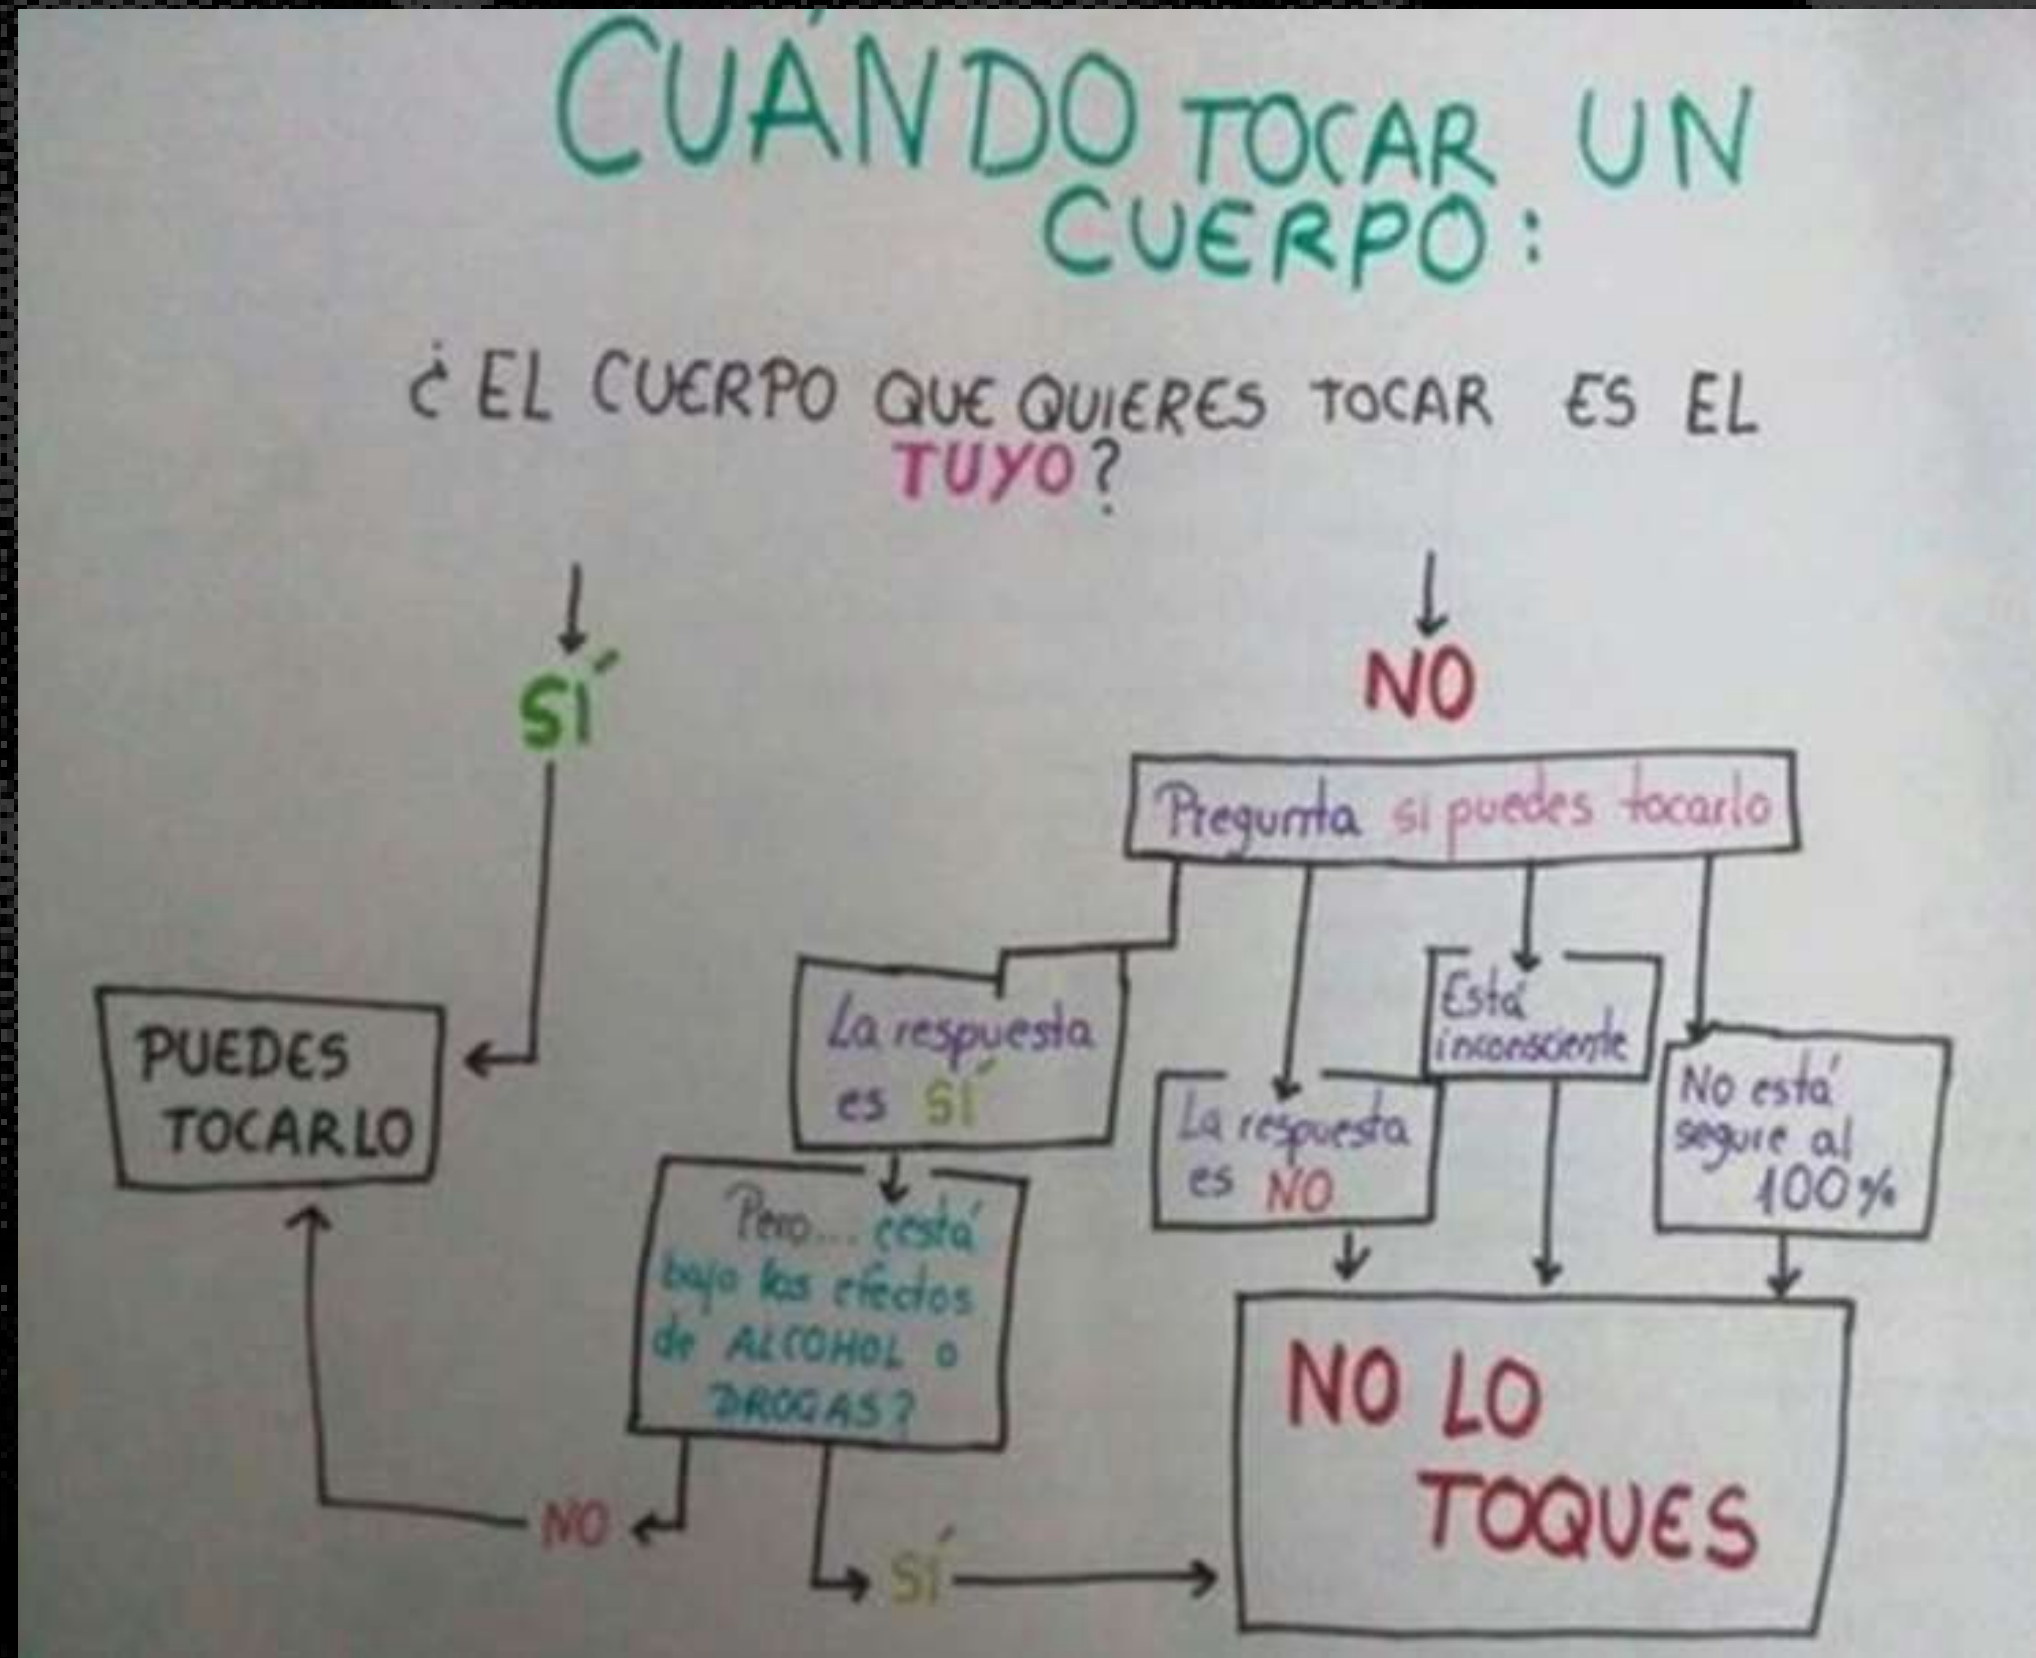 CUÁNDO TOCAR UN
CUERPO:
¿EL CUERPO QUE QUIERES TOCAR ES EL
TUYO?
SÍ
NO
Pregunta si puedes tocarlo
PUEDES
TOCARLO
La respuesta
es SÍ
La respuesta
es NO
Está
inconsciente
No está
segure al
100%
Pero... ¿está
bajo los efectos
de ALCOHOL o
DROGAS?
NO
SÍ
NO LO
TOQUES